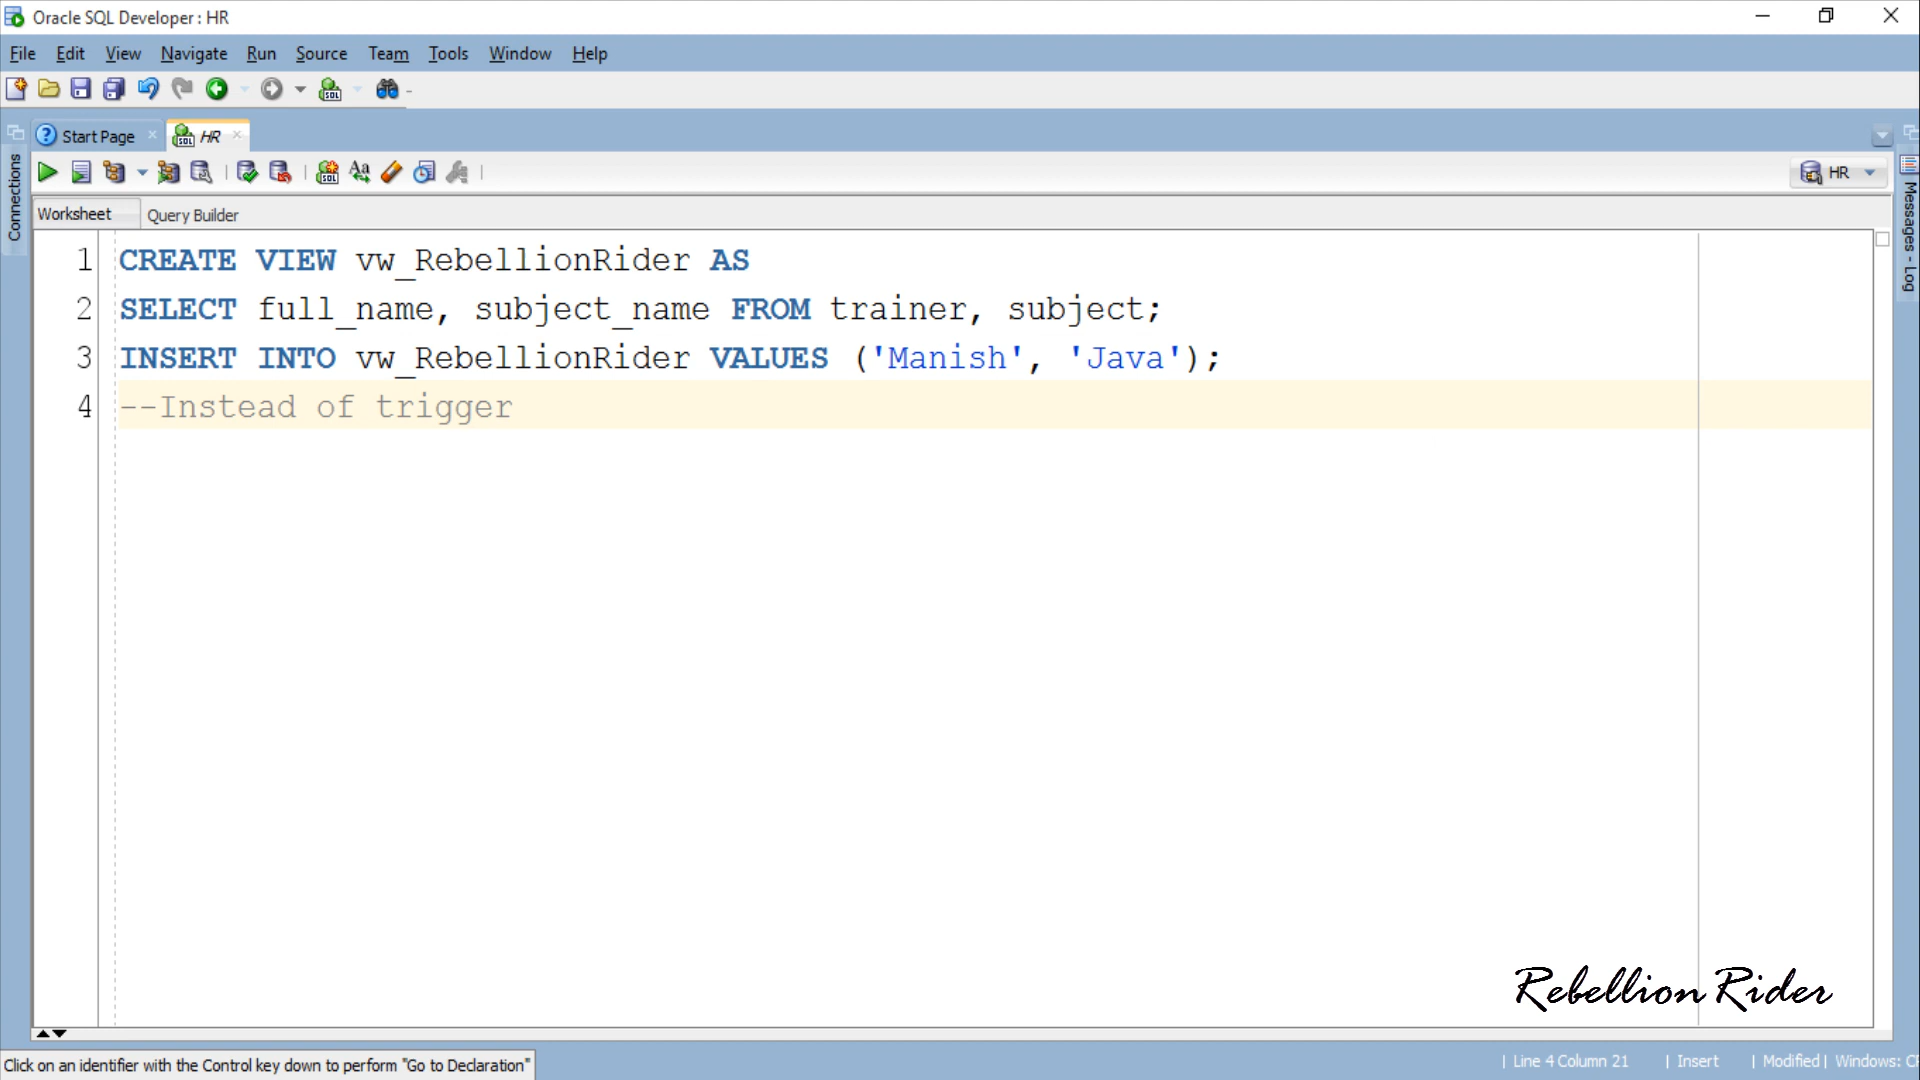 Oracle SQL Developer : HR
File Edit View Navigate Run Source Team Tools Window Help
Start Page HR
HR
Connections
Messages - Log
Worksheet Query Builder
1 CREATE VIEW vw_RebellionRider AS
2 SELECT full_name, subject_name FROM trainer, subject;
3 INSERT INTO vw_RebellionRider VALUES ('Manish', 'Java');
4 --Instead of trigger
Rebellion Rider
Click on an identifier with the Control key down to perform "Go to Declaration"
| Line 4 Column 21 | Insert | Modified | Windows: